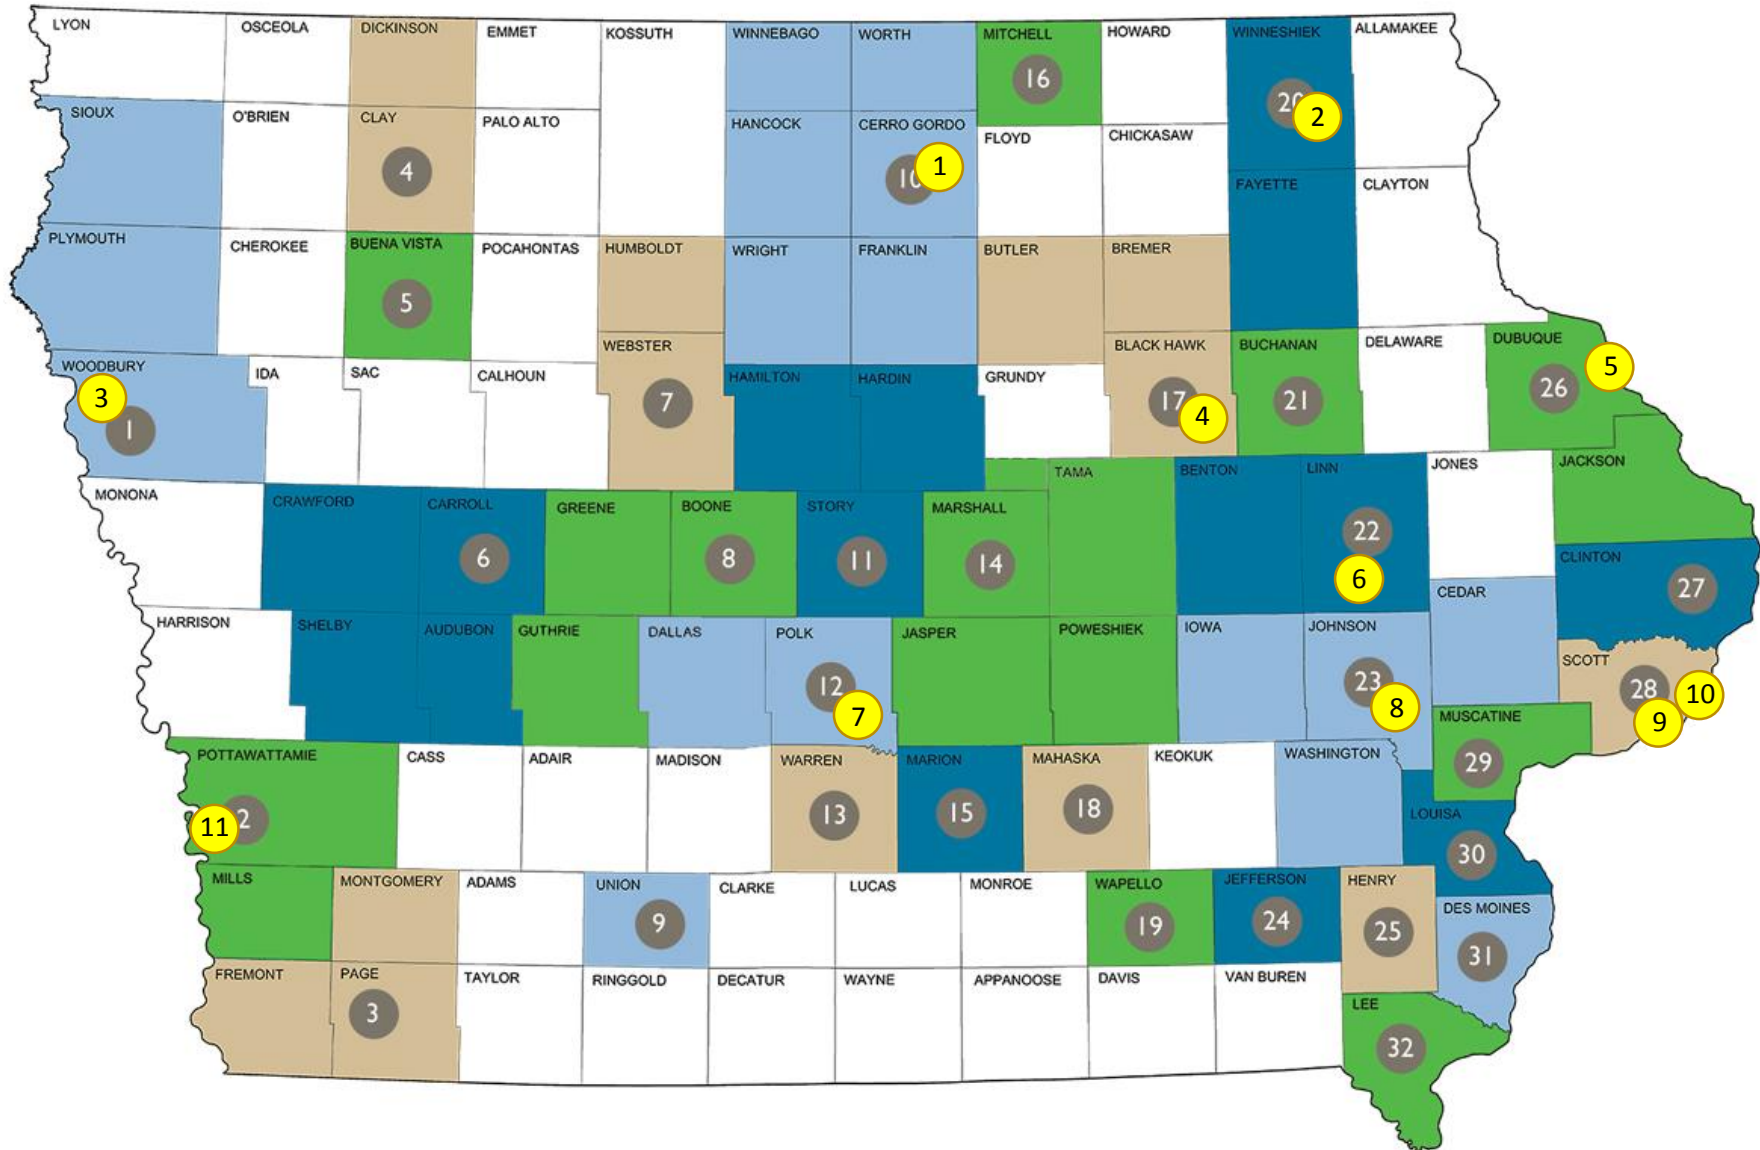 LYON
OSCEOLA
DICKINSON
EMMET
KOSSUTH
WINNEBAGO
WORTH
MITCHELL
HOWARD
WINNESHIEK
ALLAMAKEE
16
20
2
SIOUX
O'BRIEN
CLAY
PALO ALTO
HANCOCK
CERRO GORDO
FLOYD
CHICKASAW
4
10
1
FAYETTE
CLAYTON
PLYMOUTH
CHEROKEE
BUENA VISTA
POCAHONTAS
HUMBOLDT
WRIGHT
FRANKLIN
BUTLER
BREMER
5
WOODBURY
IDA
SAC
CALHOUN
WEBSTER
HAMILTON
HARDIN
GRUNDY
BLACK HAWK
BUCHANAN
DELAWARE
DUBUQUE
3
1
7
17
4
21
26
5
MONONA
CRAWFORD
CARROLL
GREENE
BOONE
STORY
MARSHALL
TAMA
BENTON
LINN
JONES
JACKSON
6
8
11
14
22
6
CLINTON
27
HARRISON
SHELBY
AUDUBON
GUTHRIE
DALLAS
POLK
JASPER
POWESHIEK
IOWA
JOHNSON
CEDAR
SCOTT
12
7
23
8
28
9
10
POTTAWATTAMIE
CASS
ADAIR
MADISON
WARREN
MARION
MAHASKA
KEOKUK
WASHINGTON
MUSCATINE
11
2
13
15
18
29
LOUISA
30
MILLS
MONTGOMERY
ADAMS
UNION
CLARKE
LUCAS
MONROE
WAPELLO
JEFFERSON
HENRY
DES MOINES
9
19
24
25
31
FREMONT
PAGE
TAYLOR
RINGGOLD
DECATUR
WAYNE
APPANOOSE
DAVIS
VAN BUREN
LEE
3
32